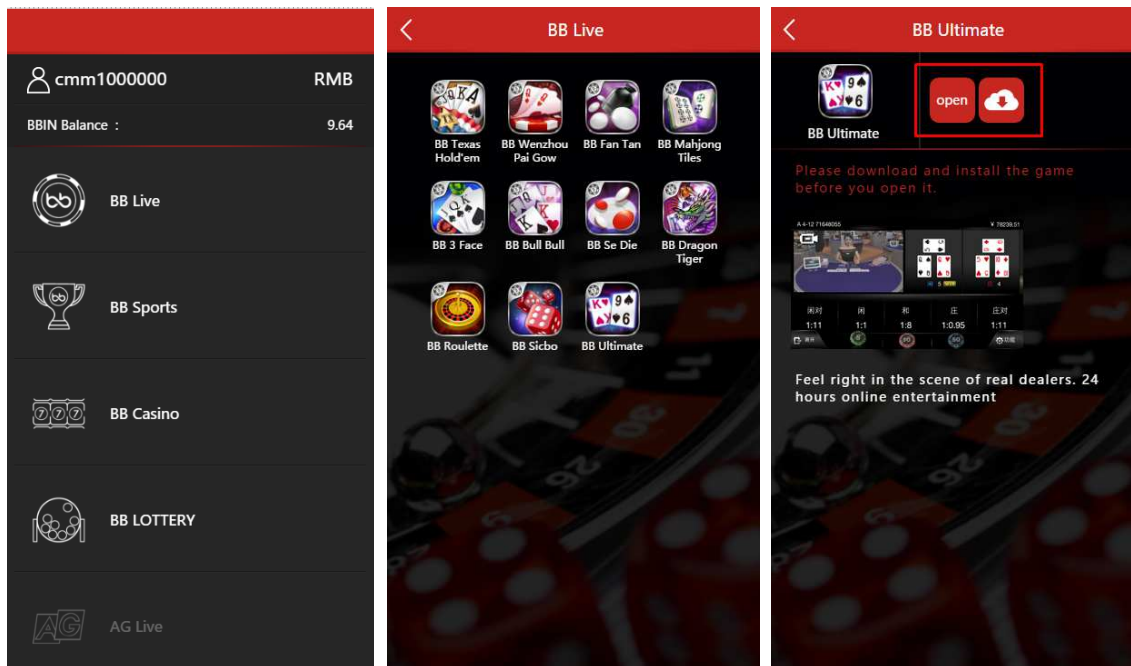 cmm1000000 RMB
BBIN Balance : 9.64
BB Live
BB Sports
BB Casino
BB LOTTERY
AG Live
BB Live
BB Texas Hold'em
BB Wenzhou Pai Gow
BB Fan Tan
BB Mahjong Tiles
BB 3 Face
BB Bull Bull
BB Se Die
BB Dragon Tiger
BB Roulette
BB Sicbo
BB Ultimate
BB Ultimate
open
BB Ultimate
Please download and install the game
before you open it.
A 4-12 71648055 ¥ 78239.51
闲对 闲 和 庄 庄对
1:11 1:1 1:8 1:0.95 1:11
Feel right in the scene of real dealers. 24
hours online entertainment